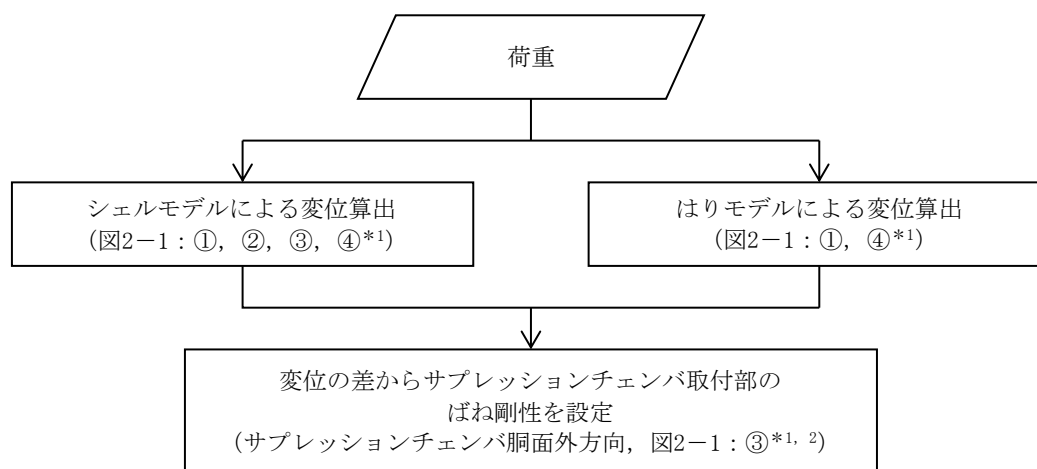 荷重
シェルモデルによる変位算出
（図2－1：①，②，③，④*1）
はりモデルによる変位算出
（図2－1：①，④*1）
変位の差からサプレッションチェンバ取付部の
ばね剛性を設定
（サプレッションチェンバ胴面外方向，図2－1：③*1, 2）